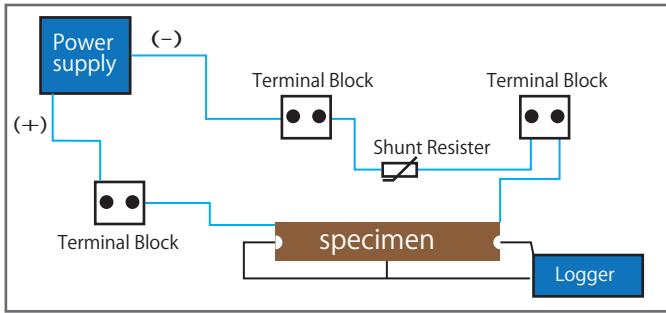 Power
supply
(−)
(+)
Terminal Block
Terminal Block
Shunt Resister
Terminal Block
specimen
Logger